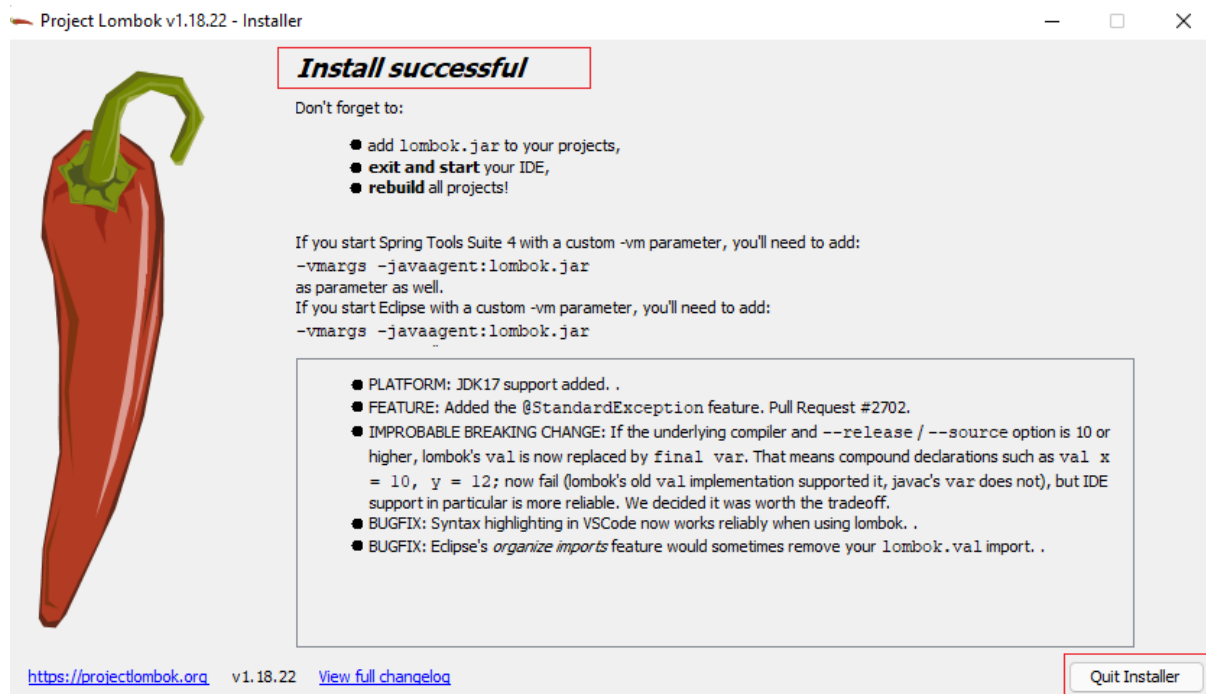 Project Lombok v1.18.22 - Installer
Install successful
Don't forget to:
add lombok.jar to your projects,
exit and start your IDE,
rebuild all projects!
If you start Spring Tools Suite 4 with a custom -vm parameter, you'll need to add:
-vmargs -javaagent:lombok.jar
as parameter as well.
If you start Eclipse with a custom -vm parameter, you'll need to add:
-vmargs -javaagent:lombok.jar
PLATFORM: JDK17 support added. .
FEATURE: Added the @StandardException feature. Pull Request #2702.
IMPROBABLE BREAKING CHANGE: If the underlying compiler and --release / --source option is 10 or
higher, lombok's val is now replaced by final var. That means compound declarations such as val x
= 10, y = 12; now fail (lombok's old val implementation supported it, javac's var does not), but IDE
support in particular is more reliable. We decided it was worth the tradeoff.
BUGFIX: Syntax highlighting in VSCode now works reliably when using lombok. .
BUGFIX: Eclipse's organize imports feature would sometimes remove your lombok.val import. .
https://projectlombok.org v1.18.22 View full changelog
Quit Installer